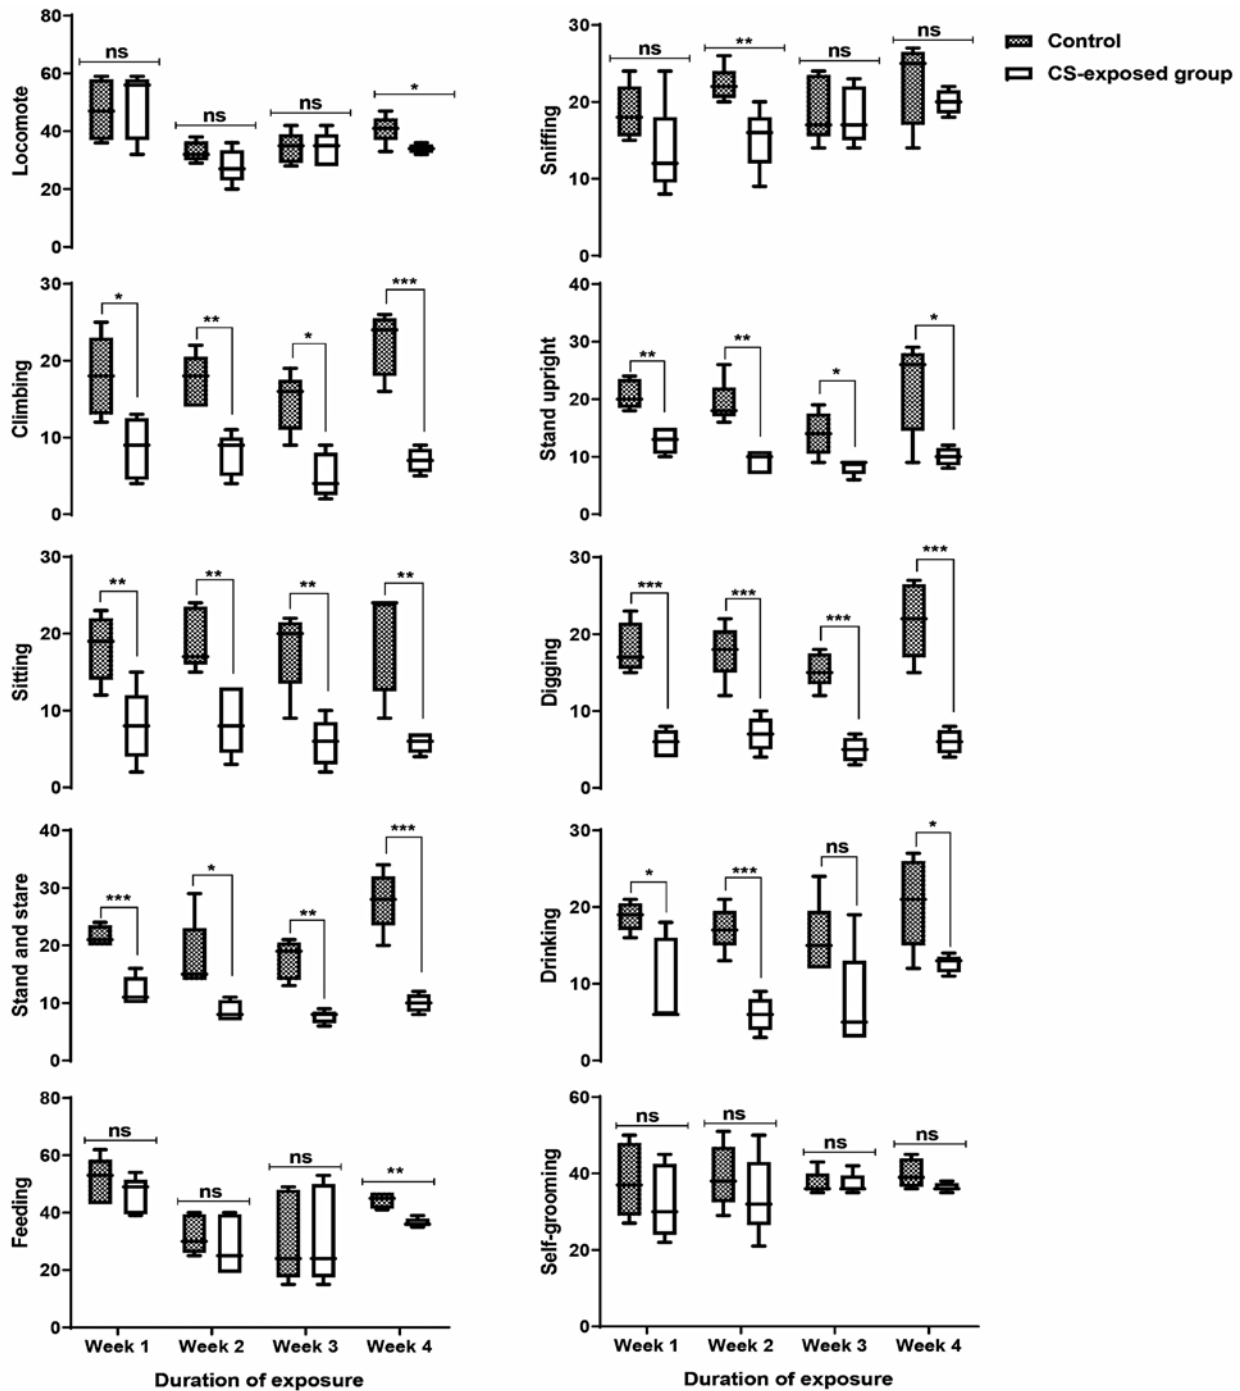 Control
CS-exposed group
Locomote
80
60
40
20
0
ns
ns
ns
*
Sniffing
30
20
10
0
ns
**
ns
ns
Climbing
30
20
10
0
*
**
*
***
Stand upright
40
30
20
10
0
**
**
*
*
Sitting
30
20
10
0
**
**
**
**
Digging
30
20
10
0
***
***
***
***
Stand and stare
40
30
20
10
0
***
*
**
***
Drinking
30
20
10
0
*
***
ns
*
Feeding
80
60
40
20
0
ns
ns
ns
**
Week 1 Week 2 Week 3 Week 4
Duration of exposure
Self-grooming
60
40
20
0
ns
ns
ns
ns
Week 1 Week 2 Week 3 Week 4
Duration of exposure